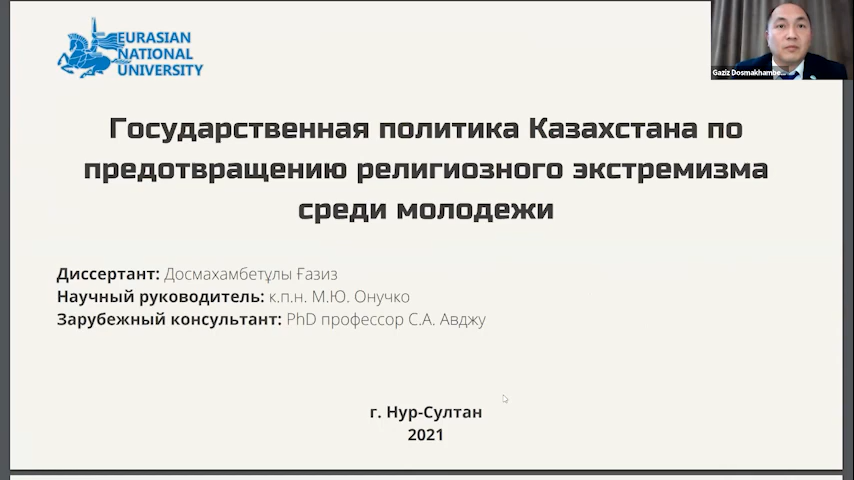 EURASIAN
NATIONAL
UNIVERSITY
Gaziz Dosmakhambe...
Государственная политика Казахстана по
предотвращению религиозного экстремизма
среди молодежи
Диссертант: Досмахамбетұлы Ғазиз
Научный руководитель: к.п.н. М.Ю. Онучко
Зарубежный консультант: PhD профессор С.А. Авджу
г. Нур-Султан
2021